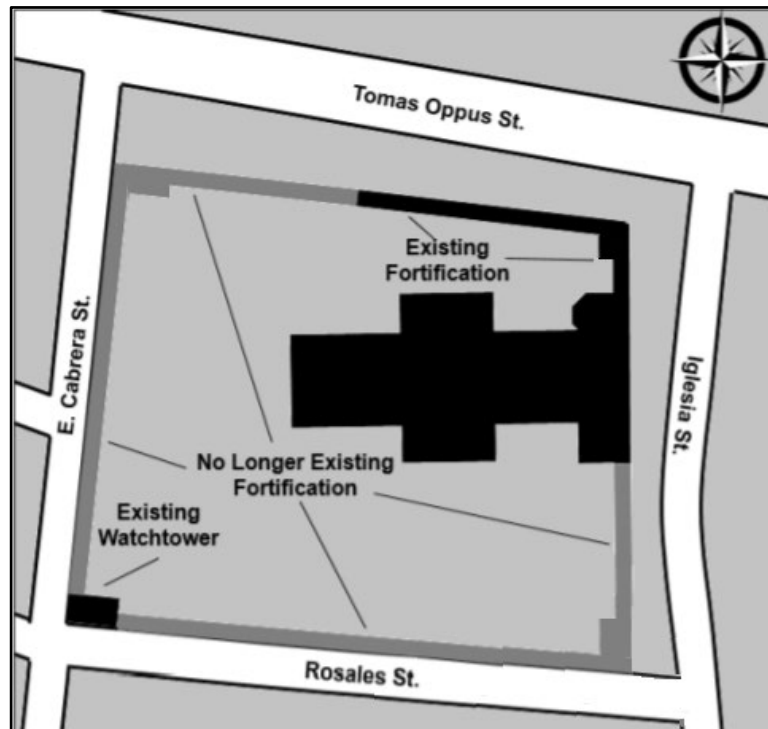 Tomas Oppus St.
Existing
Fortification
E. Cabrera St.
Iglesia St.
No Longer Existing
Fortification
Existing
Watchtower
Rosales St.